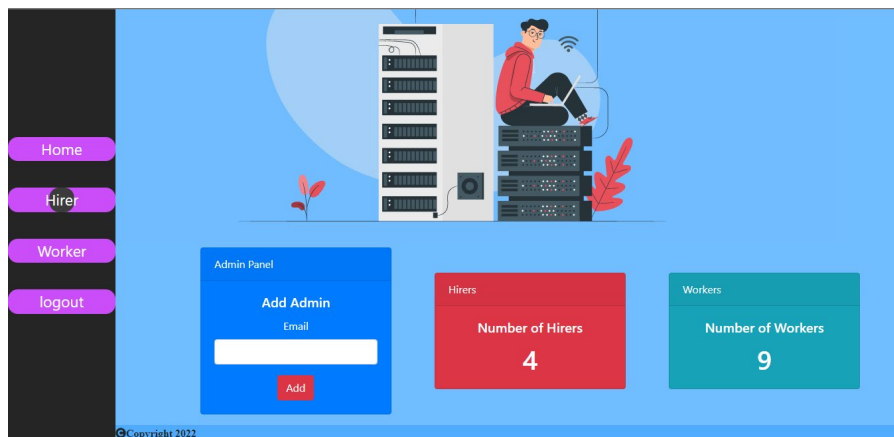 Home
Hirer
Worker
logout
Admin Panel
Add Admin
Email
Add
Hirers
Number of Hirers
4
Workers
Number of Workers
9
©Copyright 2022